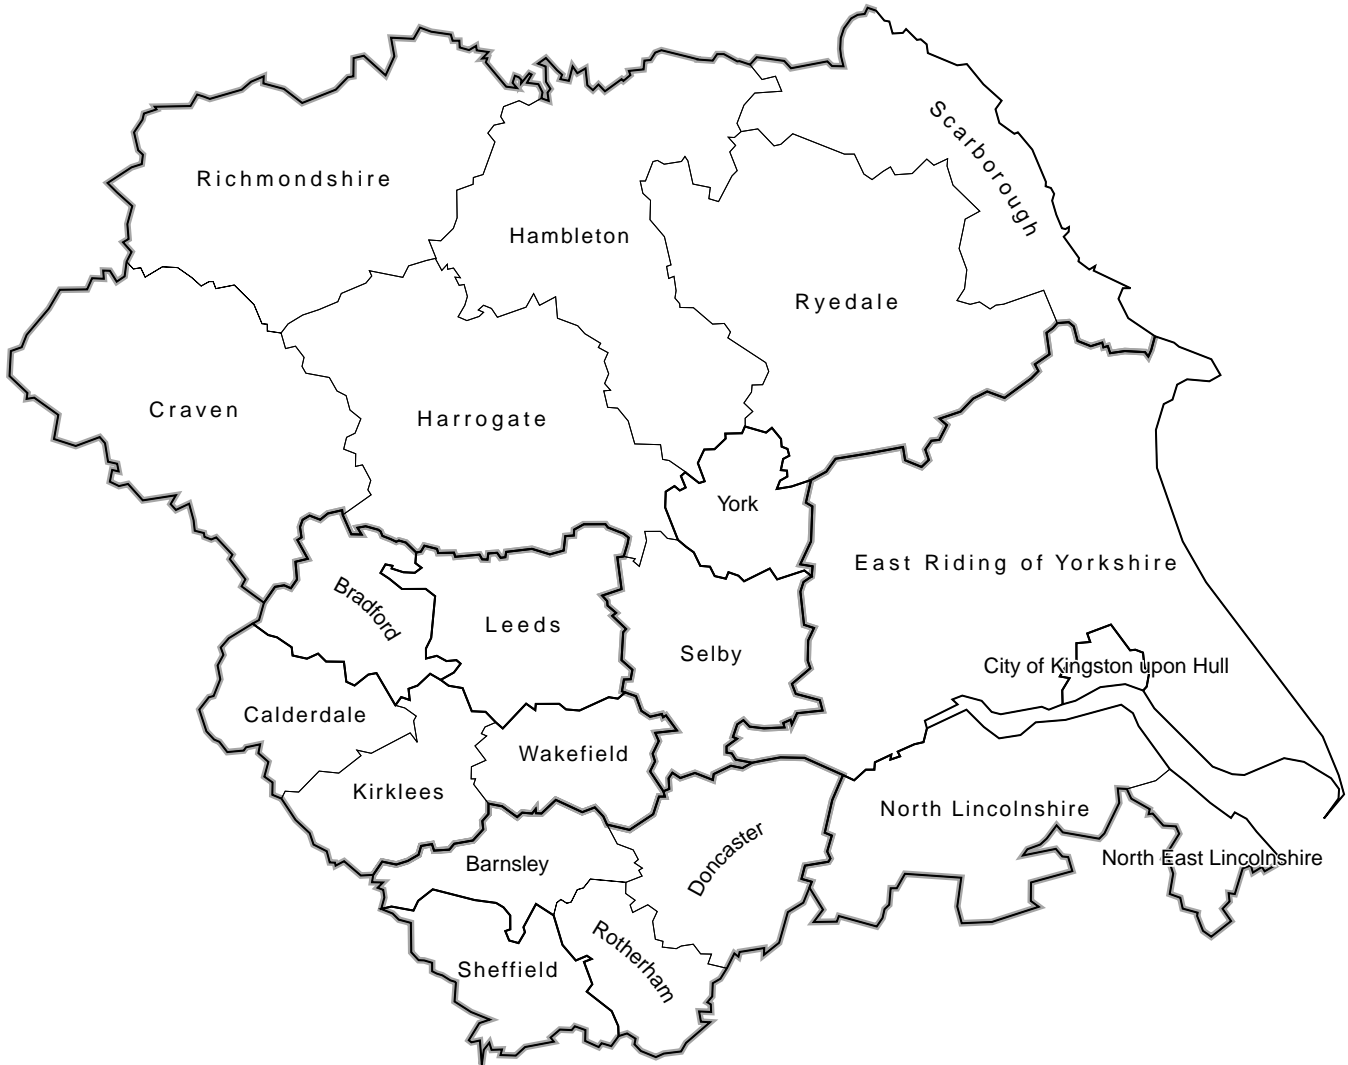 Scarborough
Richmondshire
Hambleton
Ryedale
Craven
Harrogate
York
East Riding of Yorkshire
Bradford
Leeds
Selby
City of Kingston upon Hull
Calderdale
Wakefield
Kirklees
North Lincolnshire
Doncaster
Barnsley
North East Lincolnshire
Rotherham
Sheffield